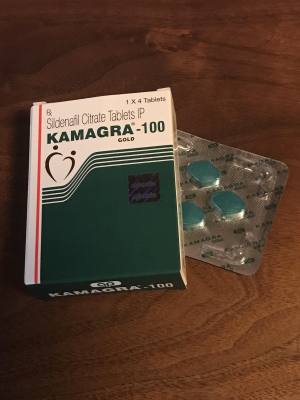 1 X 4 Tablets
Rx
Sildenafil Citrate Tablets IP
KAMAGRA®-100
GOLD
KAMAGRA®-100